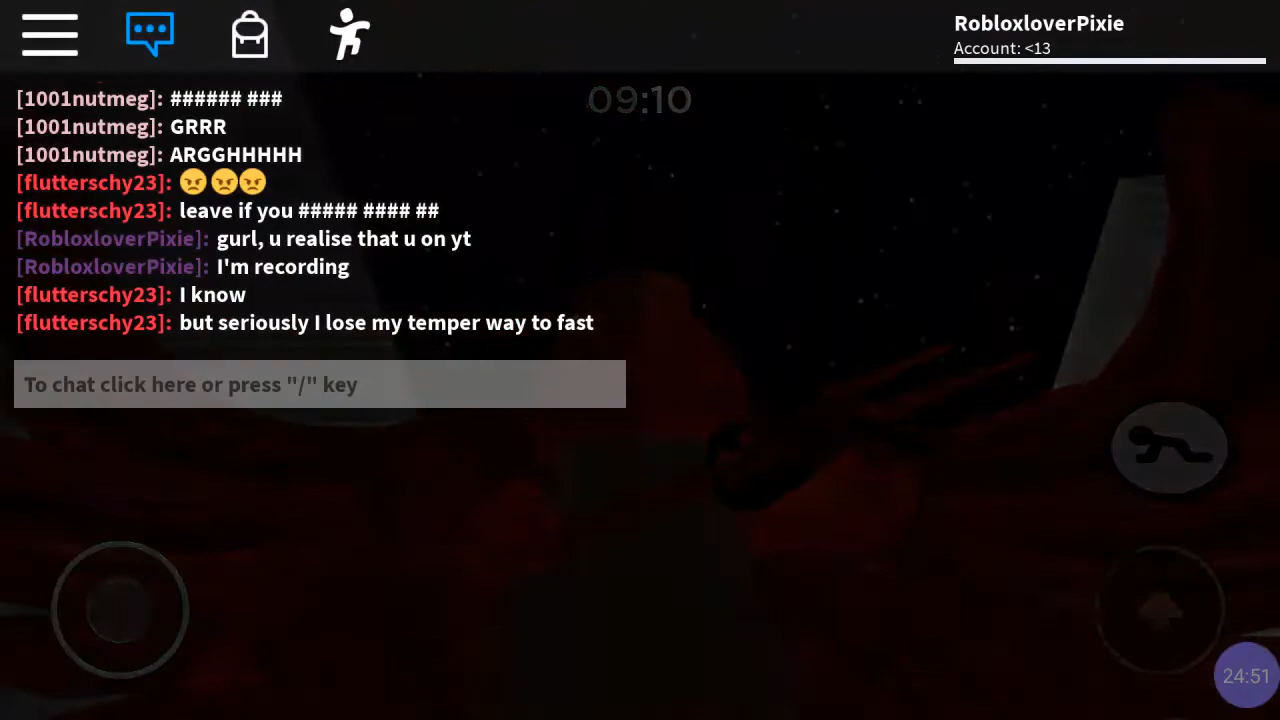 RobloxloverPixie
Account: <13
09:10
[1001nutmeg]: ###### ###
[1001nutmeg]: GRRR
[1001nutmeg]: ARGGHHHHH
[flutterschy23]: 😠😠😠
[flutterschy23]: leave if you ##### #### ##
[RobloxloverPixie]: gurl, u realise that u on yt
[RobloxloverPixie]: I'm recording
[flutterschy23]: I know
[flutterschy23]: but seriously I lose my temper way to fast
To chat click here or press "/" key
24:51